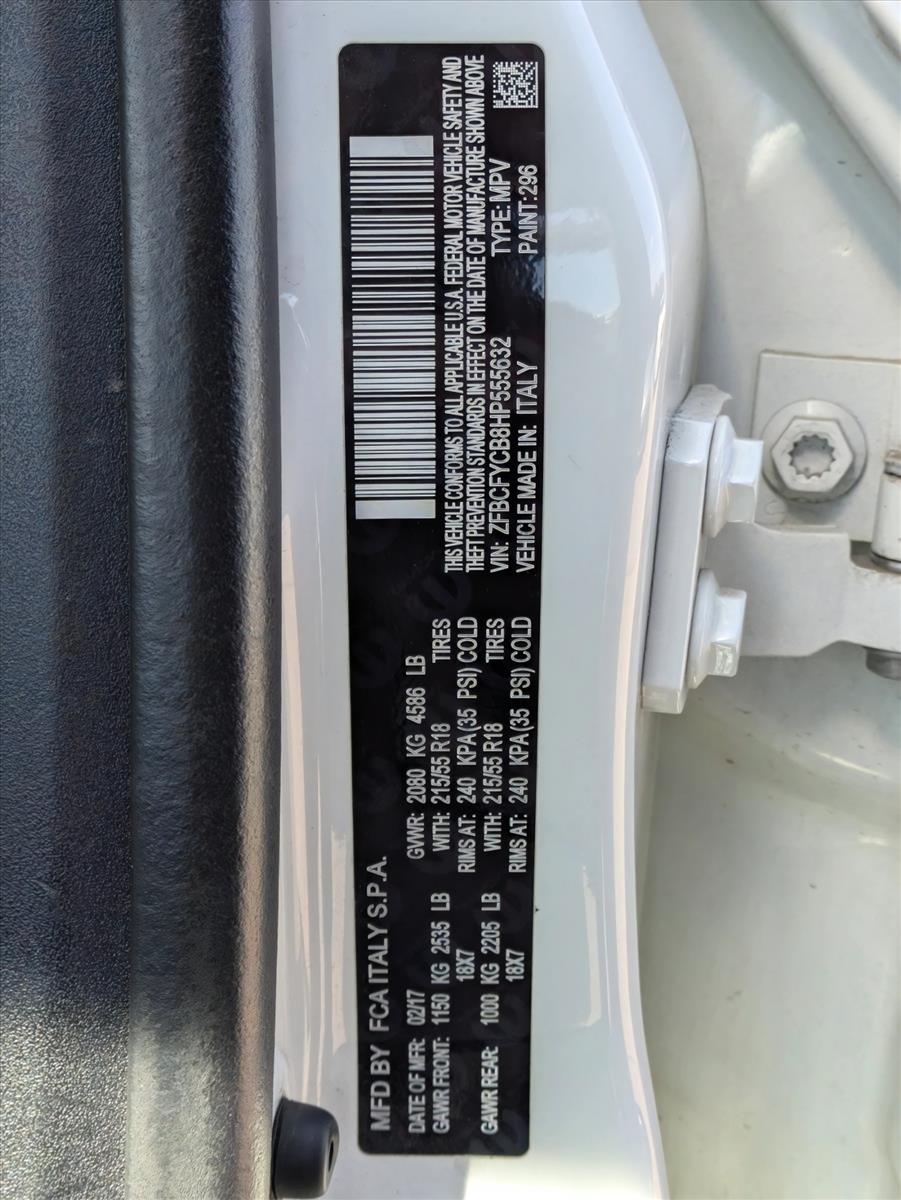 MFD BY FCA ITALY S.P.A.
DATE OF MFR: 02/17 GVWR: 2080 KG 4586 LB
GAWR FRONT: 1150 KG 2535 LB WITH: 215/55 R18 TIRES
18X7 RIMS AT: 240 KPA(35 PSI) COLD
GAWR REAR: 1000 KG 2205 LB WITH: 215/55 R18 TIRES
18X7 RIMS AT: 240 KPA(35 PSI) COLD
THIS VEHICLE CONFORMS TO ALL APPLICABLE U.S.A. FEDERAL MOTOR VEHICLE SAFETY AND
THEFT PREVENTION STANDARDS IN EFFECT ON THE DATE OF MANUFACTURE SHOWN ABOVE
VIN: ZFBCFYCB8HP555632 TYPE: MPV
VEHICLE MADE IN: ITALY PAINT:296